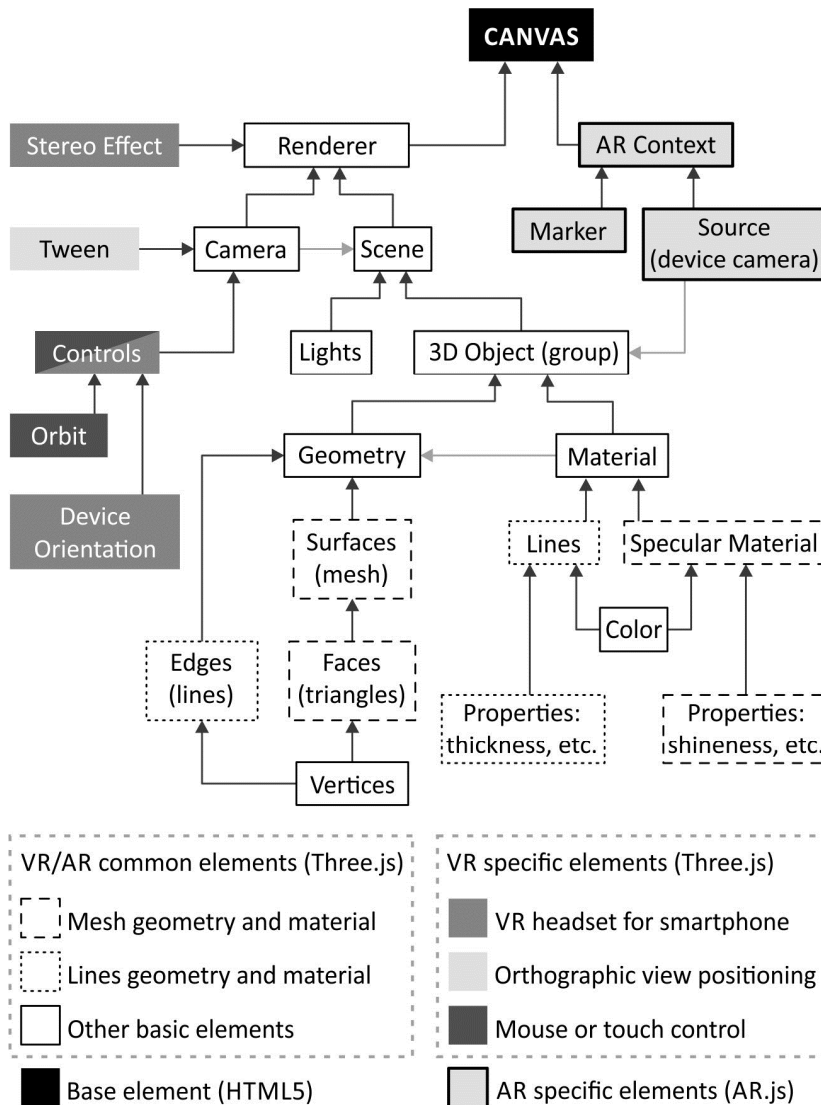 CANVAS
Stereo Effect
Renderer
AR Context
Marker
Source
(device camera)
Tween
Camera
Scene
Controls
Lights
3D Object (group)
Orbit
Geometry
Material
Device
Orientation
Surfaces
(mesh)
Lines
Specular Material
Color
Edges
(lines)
Faces
(triangles)
Properties:
thickness, etc.
Properties:
shineness, etc.
Vertices
VR/AR common elements (Three.js)
Mesh geometry and material
Lines geometry and material
Other basic elements
Base element (HTML5)
VR specific elements (Three.js)
VR headset for smartphone
Orthographic view positioning
Mouse or touch control
AR specific elements (AR.js)